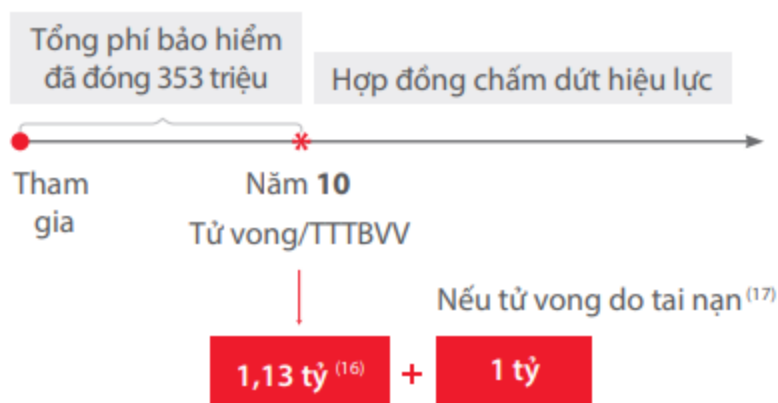 Tổng phí bảo hiểm
đã đóng 353 triệu
Hợp đồng chấm dứt hiệu lực
Tham
gia
Năm 10
Tử vong/TTTBVV
Nếu tử vong do tai nạn (17)
1,13 tỷ (16) + 1 tỷ